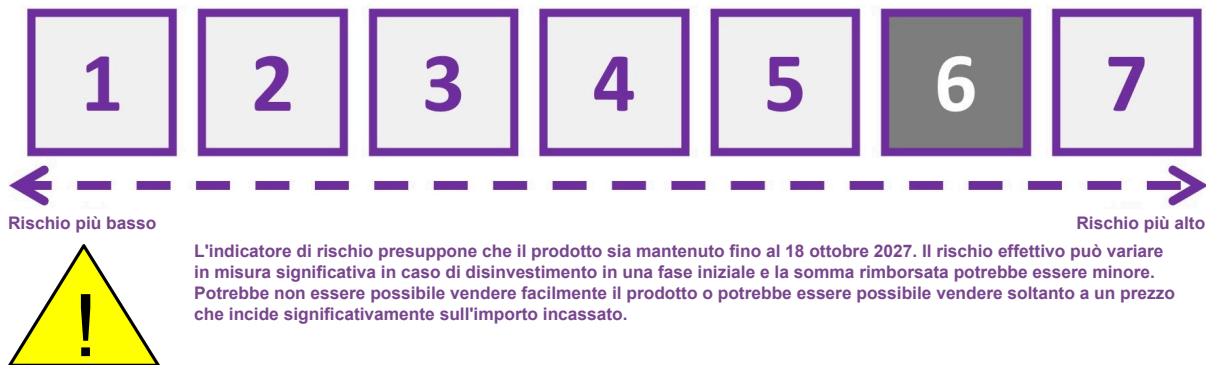 1 2 3 4 5 6 7
Rischio più basso Rischio più alto
L'indicatore di rischio presuppone che il prodotto sia mantenuto fino al 18 ottobre 2027. Il rischio effettivo può variare
in misura significativa in caso di disinvestimento in una fase iniziale e la somma rimborsata potrebbe essere minore.
Potrebbe non essere possibile vendere facilmente il prodotto o potrebbe essere possibile vendere soltanto a un prezzo
che incide significativamente sull'importo incassato.
!